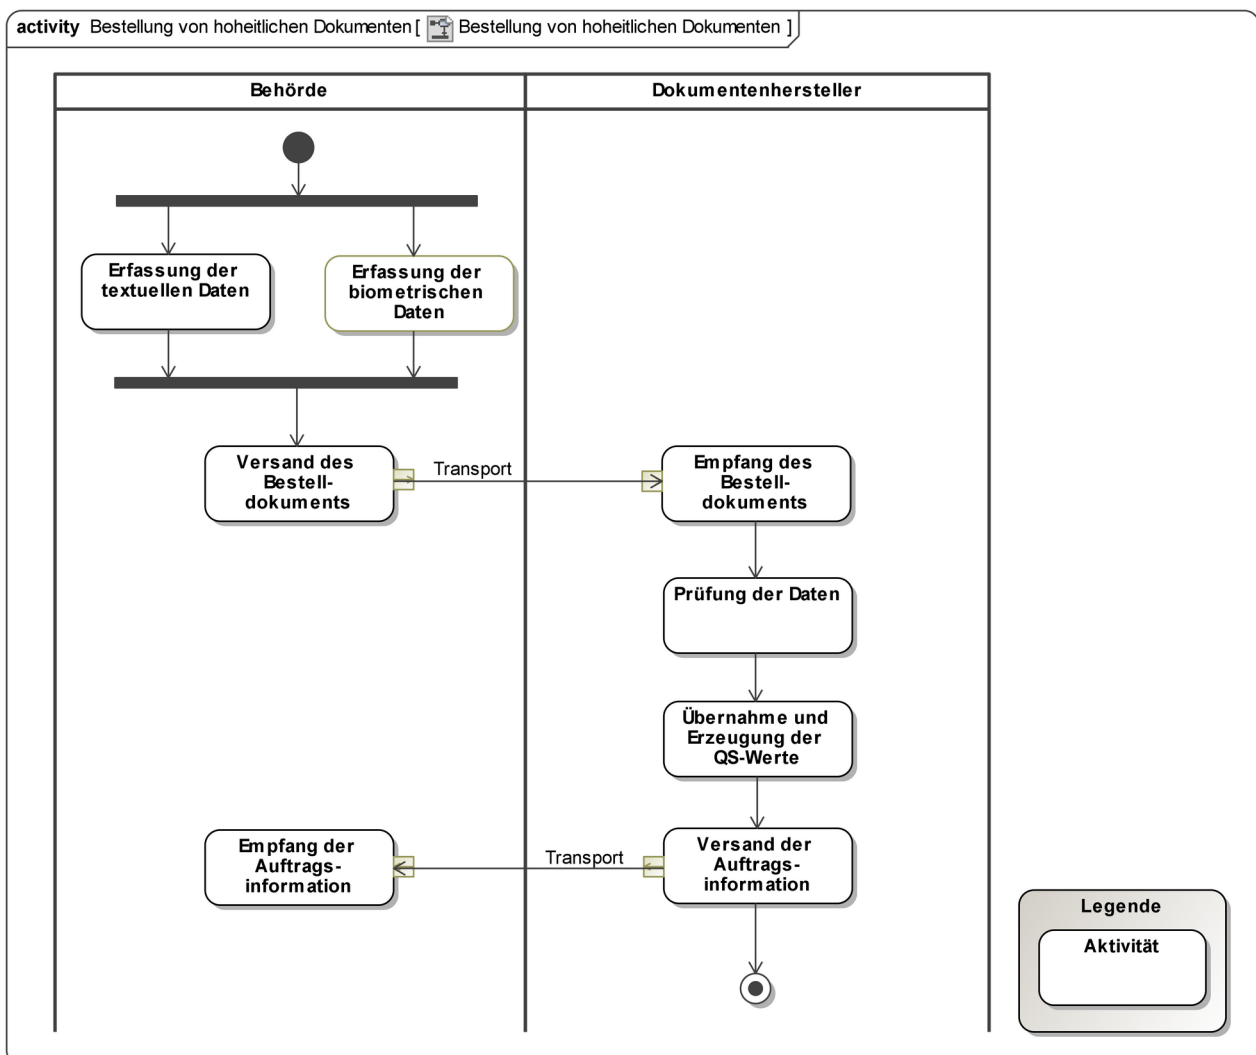 activity Bestellung von hoheitlichen Dokumenten [ Bestellung von hoheitlichen Dokumenten ]
Behörde
Dokumentenhersteller
Erfassung der
textuellen Daten
Erfassung der
biometrischen
Daten
Versand des
Bestell-
dokuments
Transport
Empfang des
Bestell-
dokuments
Prüfung der Daten
Übernahme und
Erzeugung der
QS-Werte
Empfang der
Auftrags-
information
Transport
Versand der
Auftrags-
information
Legende
Aktivität